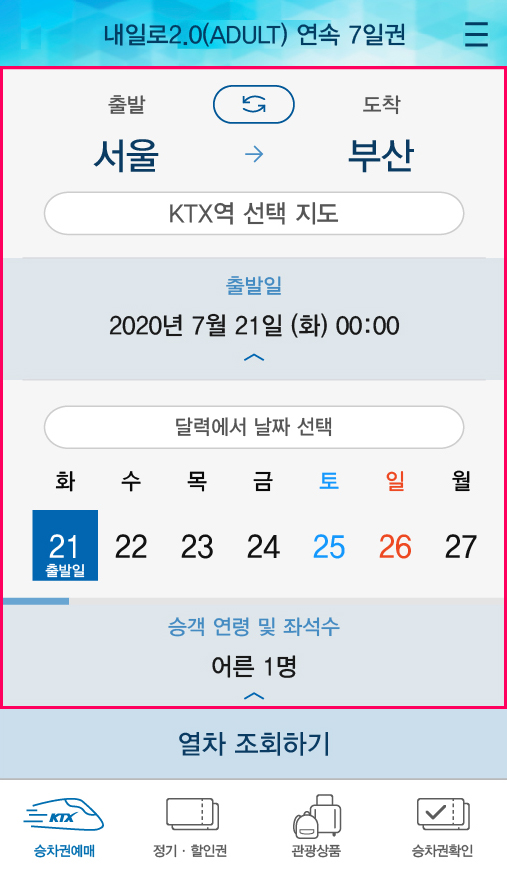 내일로2.0(ADULT) 연속 7일권
출발 도착
서울 → 부산
KTX역 선택 지도
출발일
2020년 7월 21일 (화) 00:00
달력에서 날짜 선택
화 수 목 금 토 일 월
21 22 23 24 25 26 27
출발일
승객 연령 및 좌석수
어른 1명
열차 조회하기
KTX
승차권예매 정기 · 할인권 관광상품 승차권확인